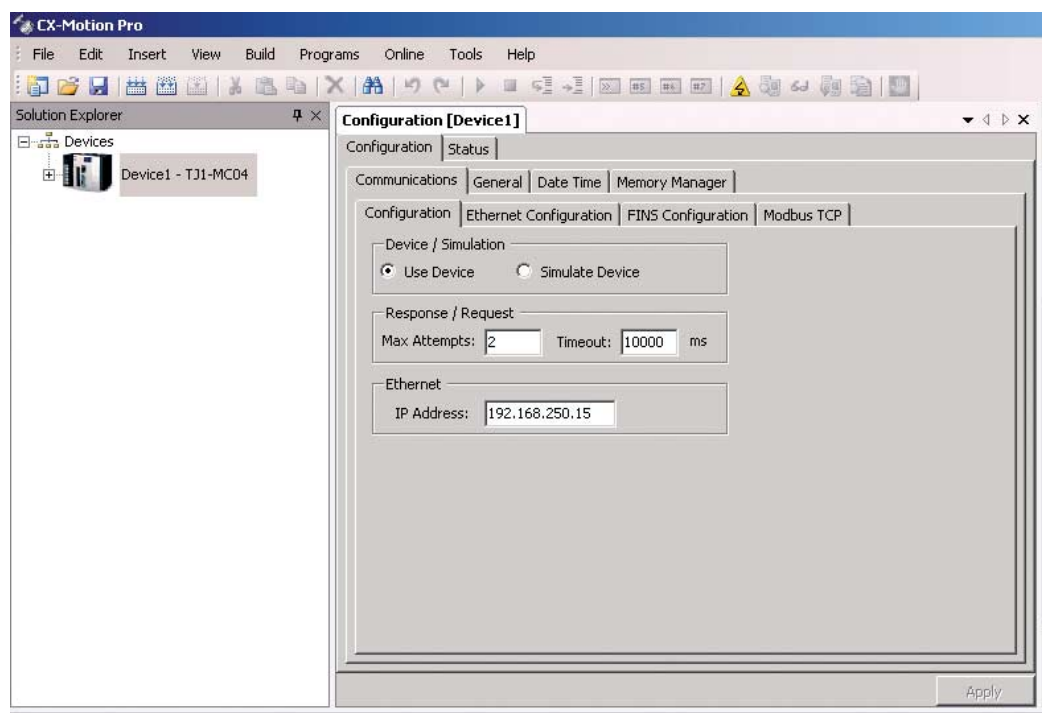 CX-Motion Pro
File Edit Insert View Build Programs Online Tools Help
#5 #6 #7
Solution Explorer
Devices
Device1 - TJ1-MC04
Configuration [Device1]
Configuration Status
Communications General Date Time Memory Manager
Configuration Ethernet Configuration FINS Configuration Modbus TCP
Device / Simulation
Use Device Simulate Device
Response / Request
Max Attempts: 2 Timeout: 10000 ms
Ethernet
IP Address: 192.168.250.15
Apply